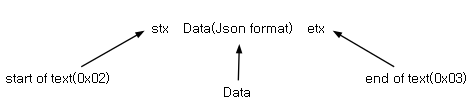 stx Data(Json format) etx
start of text(0x02) end of text(0x03)
Data